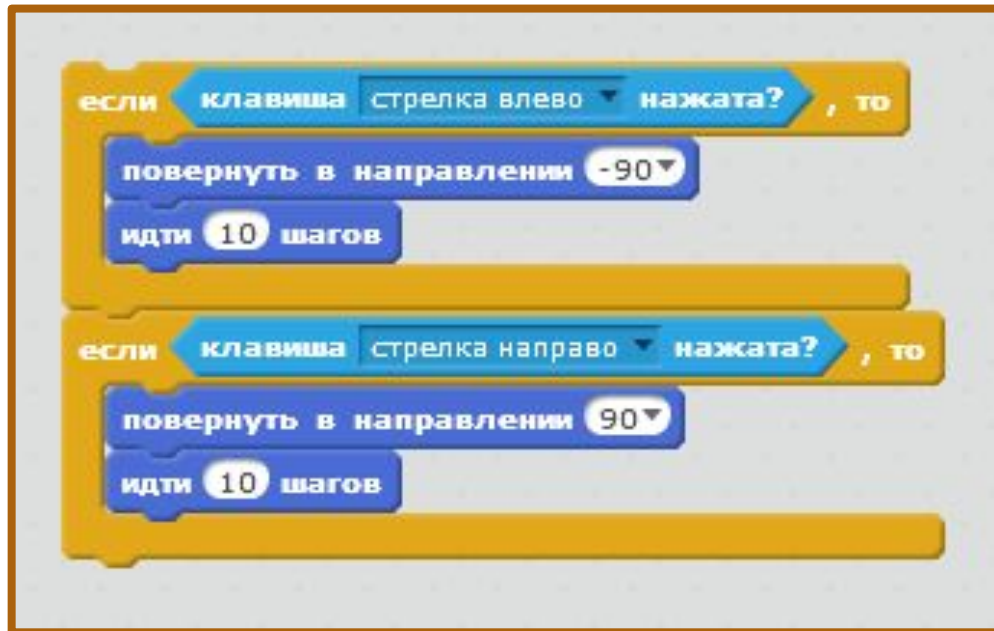 если клавиша стрелка влево нажата? , то
повернуть в направлении -90
идти 10 шагов
если клавиша стрелка направо нажата? , то
повернуть в направлении 90
идти 10 шагов